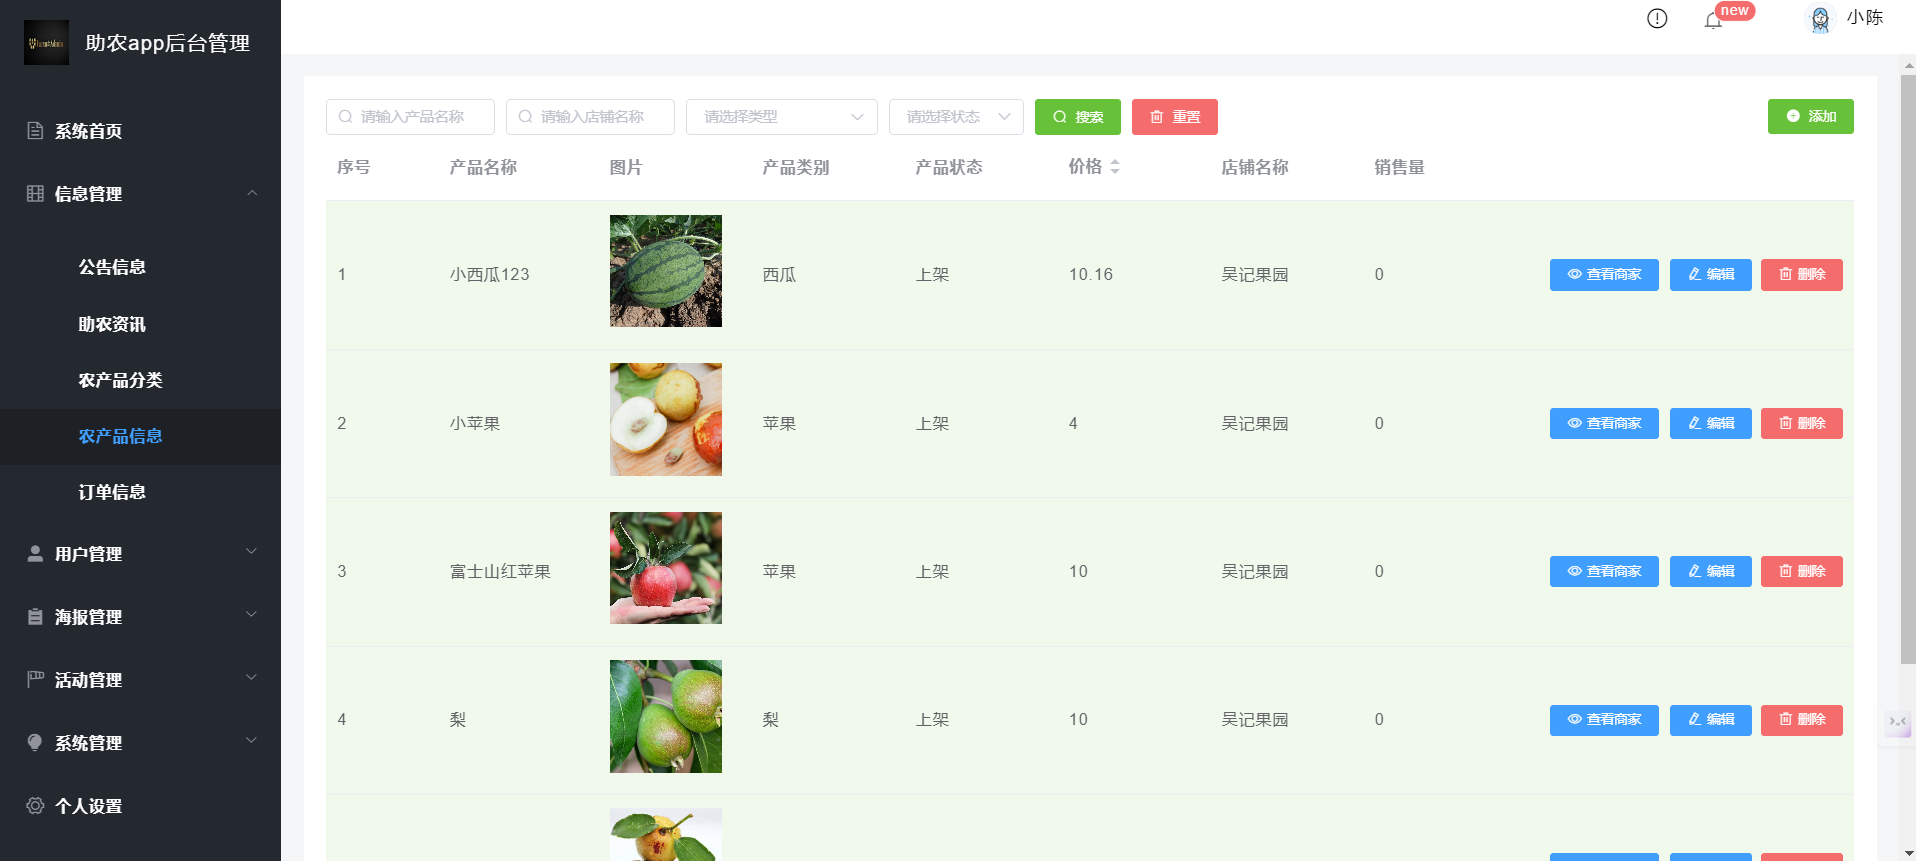 助农app后台管理
new
小陈
系统首页
信息管理
公告信息
助农资讯
农产品分类
农产品信息
订单信息
用户管理
海报管理
活动管理
系统管理
个人设置
请输入产品名称 请输入店铺名称 请选择类型 请选择状态 搜索 重置 添加
序号 产品名称 图片 产品类别 产品状态 价格 店铺名称 销售量
1 小西瓜123 西瓜 上架 10.16 吴记果园 0 查看商家 编辑 删除
2 小苹果 苹果 上架 4 吴记果园 0 查看商家 编辑 删除
3 富士山红苹果 苹果 上架 10 吴记果园 0 查看商家 编辑 删除
4 梨 梨 上架 10 吴记果园 0 查看商家 编辑 删除